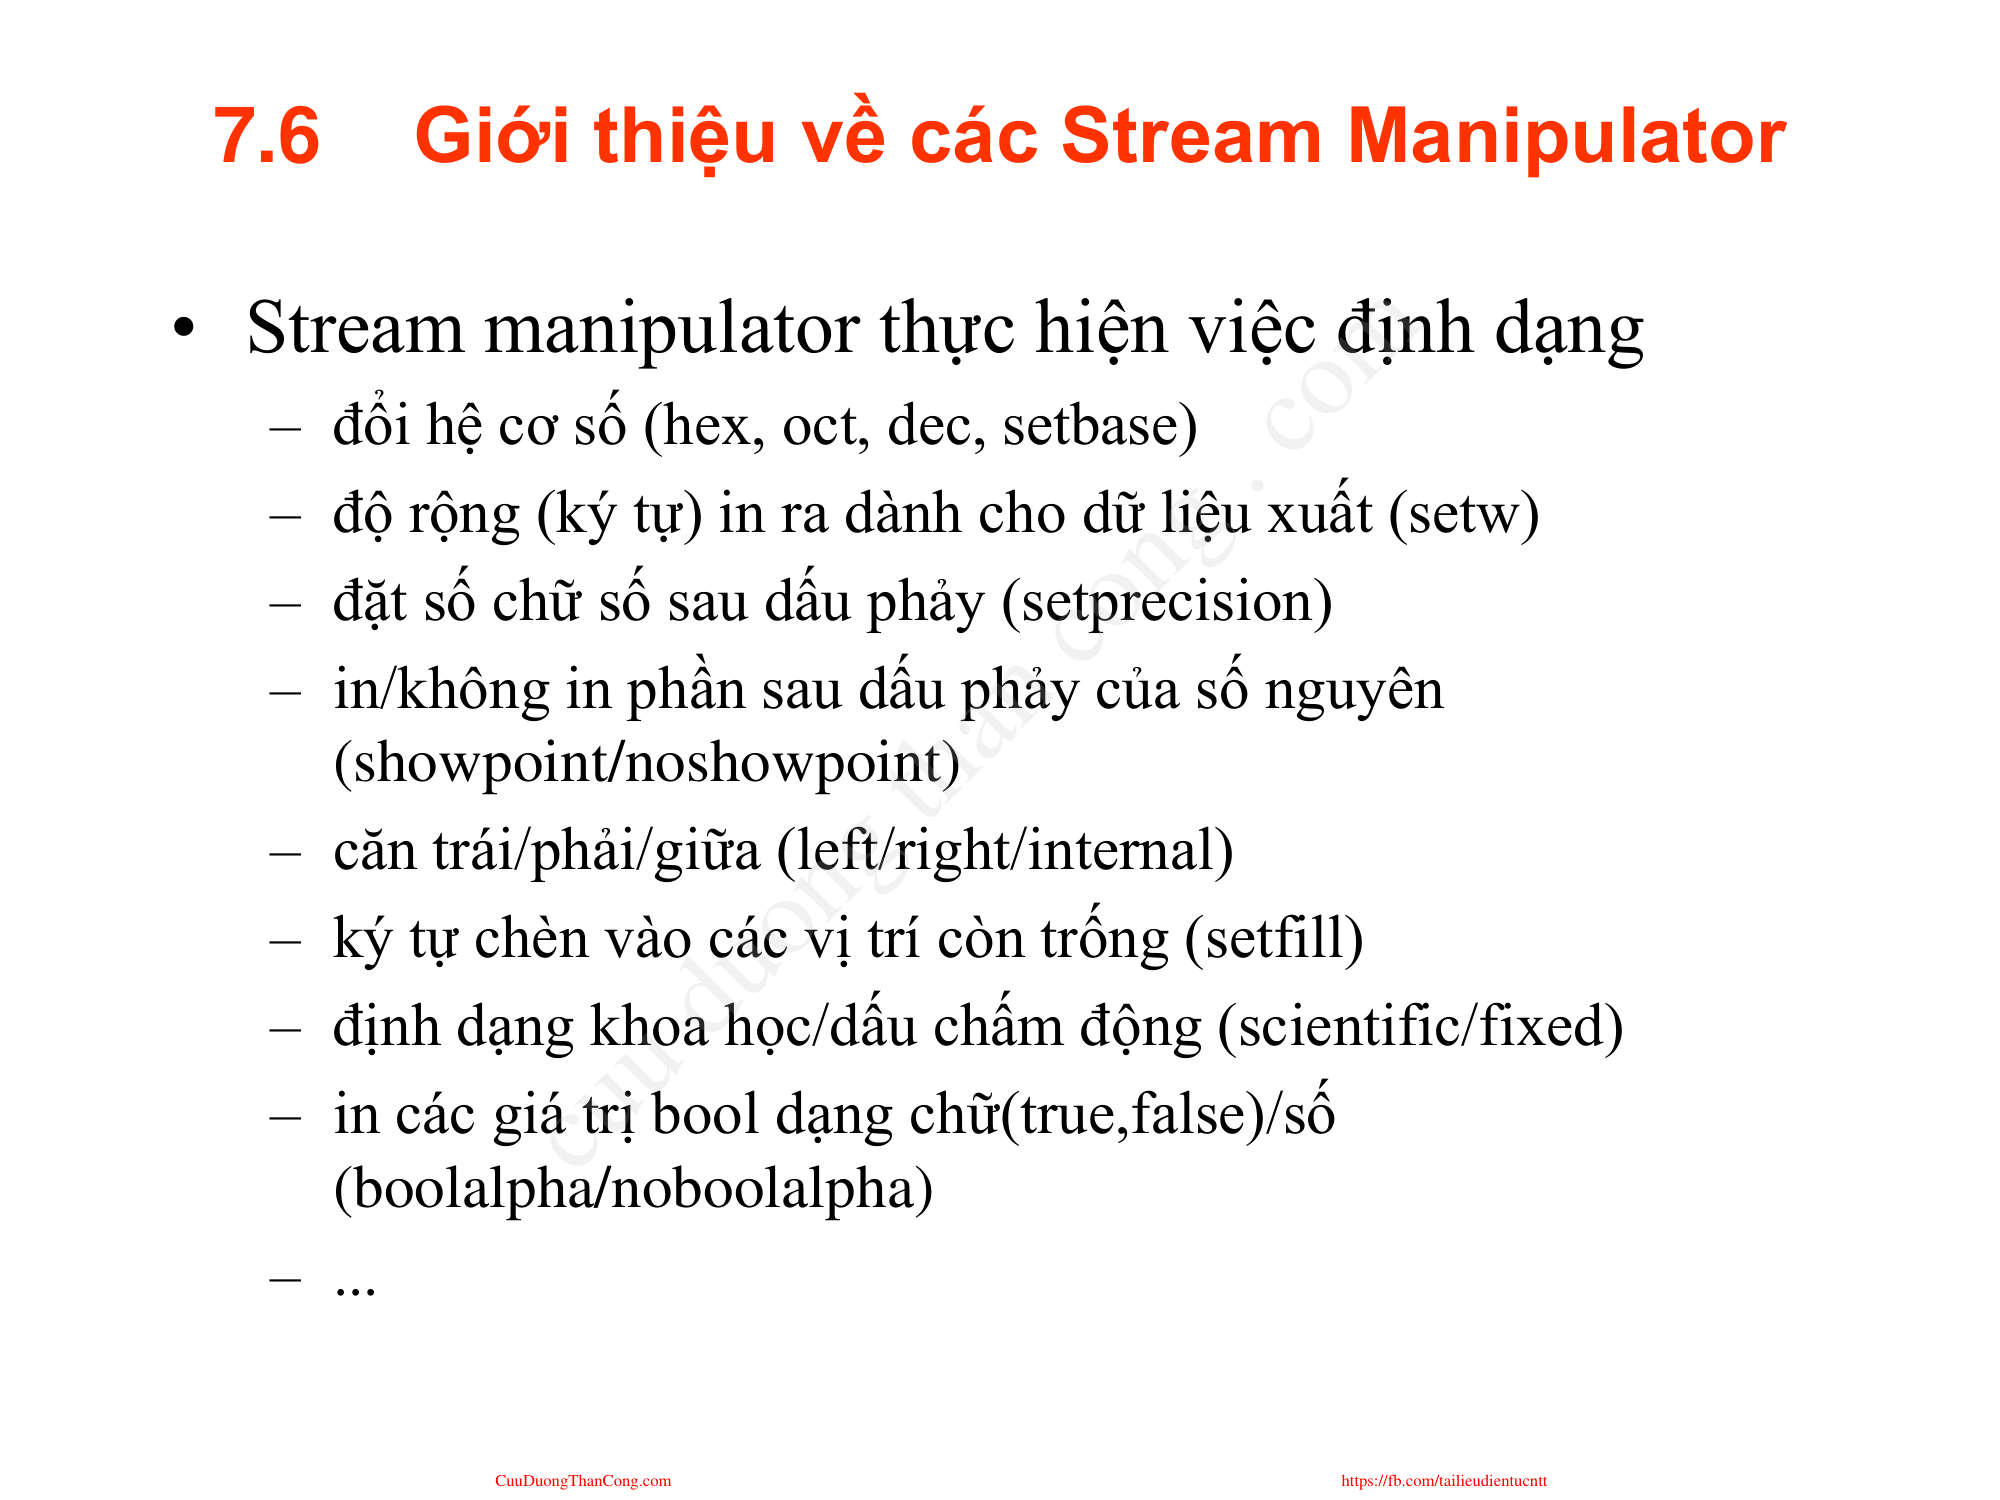 7.6 Giới thiệu về các Stream Manipulator
• Stream manipulator thực hiện việc định dạng
– đổi hệ cơ số (hex, oct, dec, setbase)
– độ rộng (ký tự) in ra dành cho dữ liệu xuất (setw)
– đặt số chữ số sau dấu phảy (setprecision)
– in/không in phần sau dấu phảy của số nguyên
(showpoint/noshowpoint)
– căn trái/phải/giữa (left/right/internal)
– ký tự chèn vào các vị trí còn trống (setfill)
– định dạng khoa học/dấu chấm động (scientific/fixed)
– in các giá trị bool dạng chữ(true,false)/số
(boolalpha/noboolalpha)
– ...
cuu duong than cong . com
CuuDuongThanCong.com
https://fb.com/tailieudientucntt